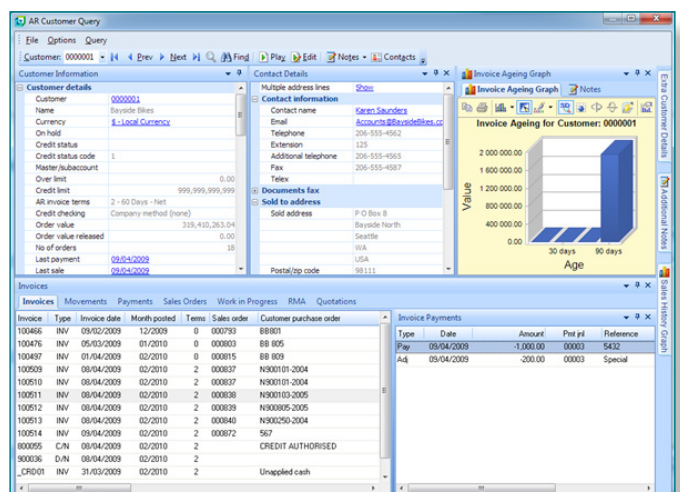 AR Customer Query
File Options Query
Customer: 0000001 Prev Next Find Play Edit Notes Contacts
Customer Information
Customer details
Customer 0000001
Name Bayside Bikes
Currency $ - Local Currency
On hold
Credit status
Credit status code 1
Master/subaccount
Over limit 0.00
Credit limit 999,999,999,999
AR invoice terms 2 - 60 Days - Net
Credit checking Company method (none)
Order value 319,410,263.04
Order value released 0.00
No of orders 18
Last payment 09/04/2009
Last sale 09/04/2009
Contact Details
Multiple address lines Show
Contact information
Contact name Karen Saunders
Email Accounts@BaysideBikes.cc
Telephone 206-555-4562
Extension 125
Additional telephone 206-555-4565
Fax 206-555-4587
Telex
Documents fax
Sold to address
Sold address P O Box 8
Bayside North
Seattle
WA
USA
Postal/zip code 98111
Invoice Ageing Graph
Invoice Ageing Graph Notes
Invoice Ageing for Customer: 0000001
Value
2 000 000.00
1 600 000.00
1 200 000.00
800 000.00
400 000.00
0.00
30 days 90 days
Age
Extra Customer Details
Additional Notes
Sales History Graph
Invoices
Invoices Movements Payments Sales Orders Work in Progress RMA Quotations
Invoice Type Invoice date Month posted Terms Sales order Customer purchase order
100466 INV 09/02/2009 12/2009 0 000793 BB801
100476 INV 05/03/2009 01/2010 0 000803 BB 805
100497 INV 01/04/2009 02/2010 0 000815 BB 809
100509 INV 08/04/2009 02/2010 2 000837 N900101-2004
100510 INV 08/04/2009 02/2010 2 000837 N900101-2004
100511 INV 08/04/2009 02/2010 2 000838 N900103-2005
100512 INV 08/04/2009 02/2010 2 000839 N900805-2005
100513 INV 08/04/2009 02/2010 2 000840 N900250-2004
100514 INV 09/04/2009 02/2010 0 000872 567
800055 C/N 08/04/2009 02/2010 2 CREDIT AUTHORISED
900036 D/N 08/04/2009 02/2010 2
_CRD01 INV 31/03/2009 02/2010 2 Unapplied cash
Invoice Payments
Type Date Amount Pmt jnl Reference
Pay 09/04/2009 -1,000.00 00003 5432
Adj 09/04/2009 -200.00 00003 Special